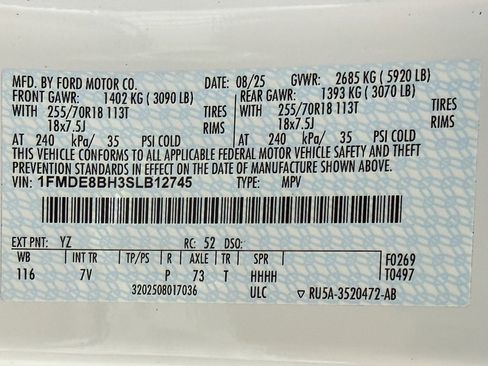 MFD. BY FORD MOTOR CO. 08/25 GVWR: 2685 KG ( 5920 LB)
FRONT GAWR: 1402 KG ( 3090 LB) REAR GAWR: 1393 KG ( 3070 LB)
WITH 255/70R18 113T TIRES WITH 255/70R18 113T TIRES
18x7.5J RIMS 18x7.5J RIMS
AT 240 kPa/ 35 PSI COLD AT 240 kPa/ 35 PSI COLD
THIS VEHICLE CONFORMS TO ALL APPLICABLE FEDERAL MOTOR VEHICLE SAFETY AND THEFT
PREVENTION STANDARDS IN EFFECT ON THE DATE OF MANUFACTURE SHOWN ABOVE.
VIN: 1FMDE8BH3SLB12745 TYPE: MPV
EXT PNT: YZ RC: 52 DSO:
WB INT TR TP/PS R AXLE TR SPR F0269
116 7V P 73 T HHHH T0497
3202508017036 ULC ▽ RU5A-3520472-AB